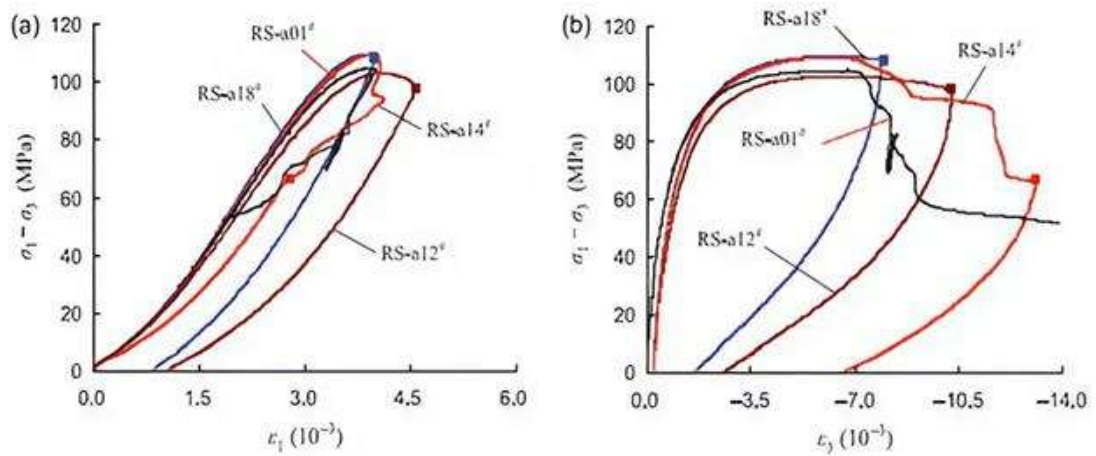 (a)
120
100
80
60
40
20
0
σ₁ − σ₃ (MPa)
RS-a01#
RS-a18#
RS-a14#
RS-a12#
0.0 1.5 3.0 4.5 6.0
ε₁ (10⁻³)
(b)
120
100
80
60
40
20
0
σ₁ − σ₃ (MPa)
RS-a18#
RS-a14#
RS-a01#
RS-a12#
0.0 −3.5 −7.0 −10.5 −14.0
ε₃ (10⁻³)